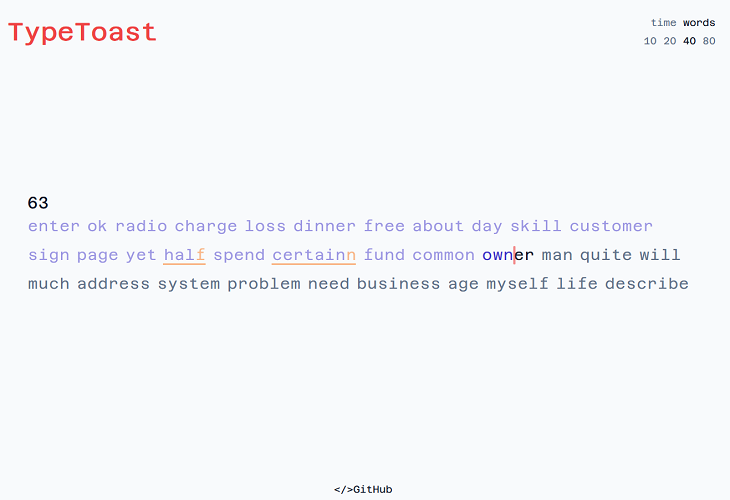 TypeToast
time words
10 20 40 80
63
enter ok radio charge loss dinner free about day skill customer
sign page yet half spend certainn fund common owner man quite will
much address system problem need business age myself life describe
</>GitHub